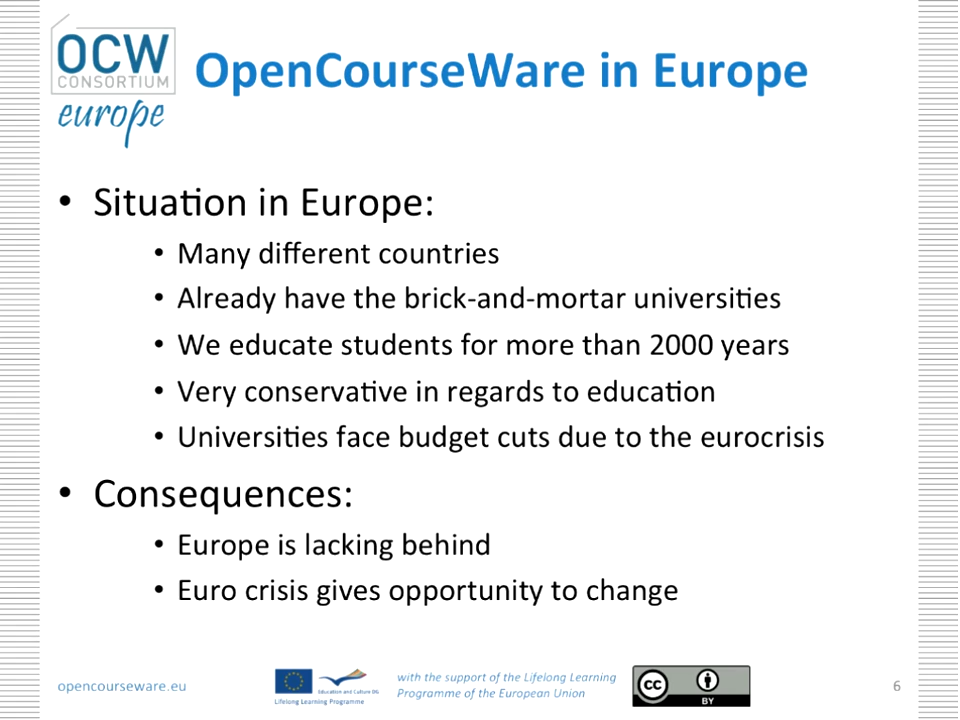 OCW
CONSORTIUM
europe
OpenCourseWare in Europe
• Situation in Europe:
• Many different countries
• Already have the brick-and-mortar universities
• We educate students for more than 2000 years
• Very conservative in regards to education
• Universities face budget cuts due to the eurocrisis
• Consequences:
• Europe is lacking behind
• Euro crisis gives opportunity to change
opencourseware.eu
Education and Culture DG
Lifelong Learning Programme
with the support of the Lifelong Learning
Programme of the European Union
cc
BY
6